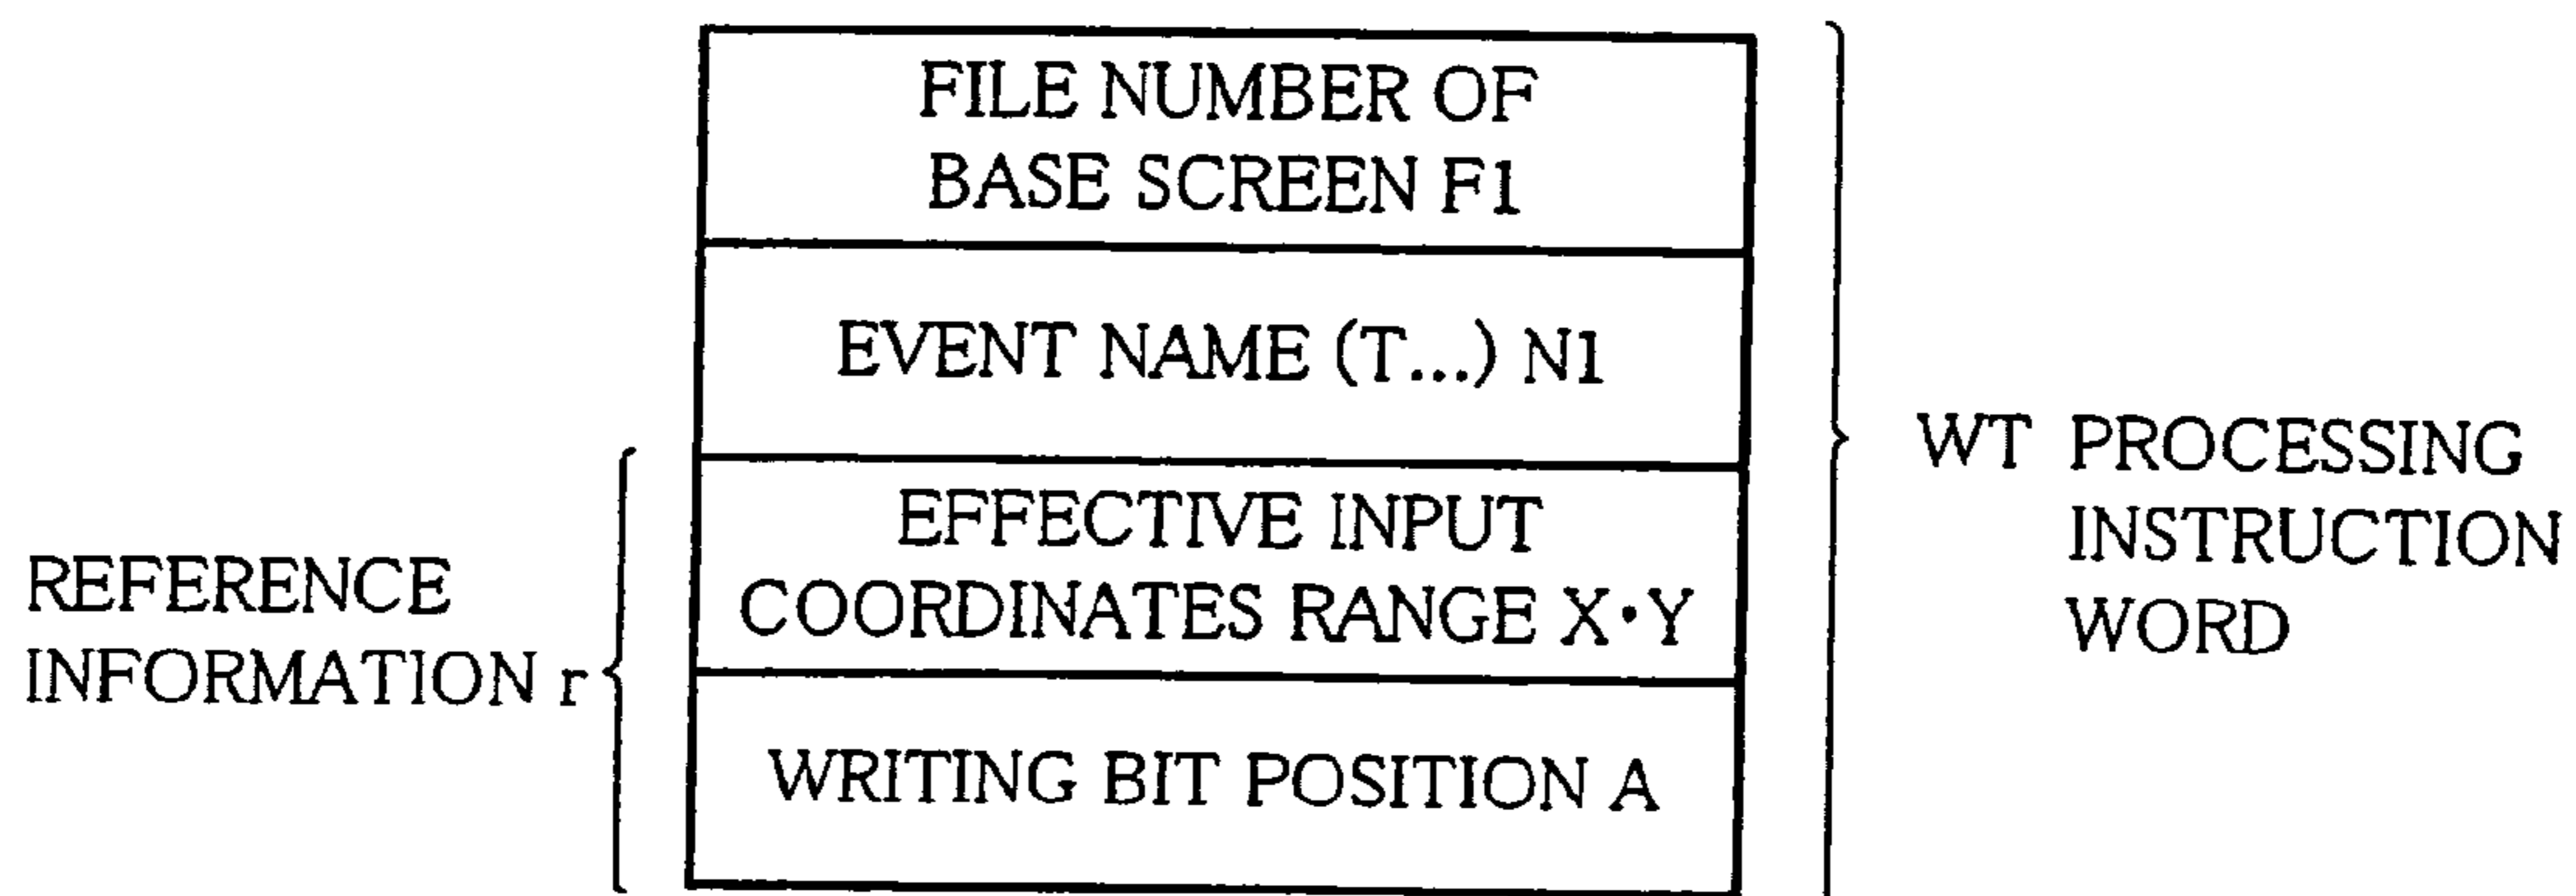 FILE NUMBER OF
BASE SCREEN F1
EVENT NAME (T...) N1
EFFECTIVE INPUT
COORDINATES RANGE X·Y
WRITING BIT POSITION A
REFERENCE
INFORMATION r
WT PROCESSING
INSTRUCTION
WORD